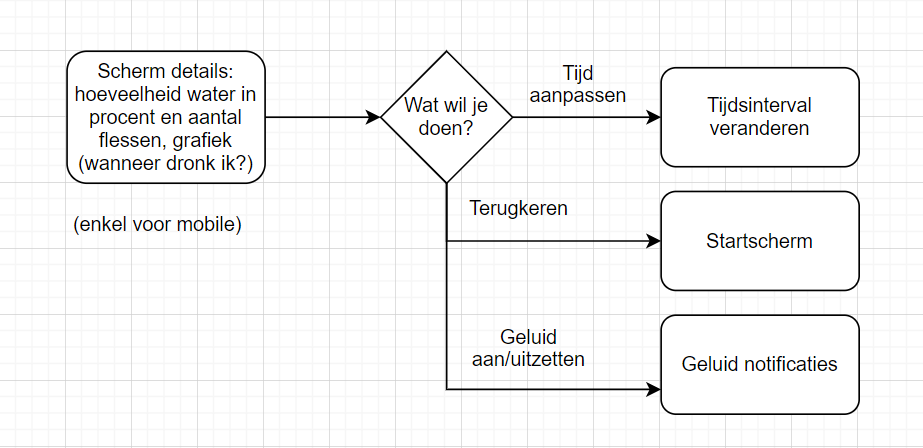 Scherm details:
hoeveelheid water in
procent en aantal
flessen, grafiek
(wanneer dronk ik?)
(enkel voor mobile)
Wat wil je
doen?
Tijd
aanpassen
Tijdsinterval
veranderen
Terugkeren
Startscherm
Geluid
aan/uitzetten
Geluid notificaties